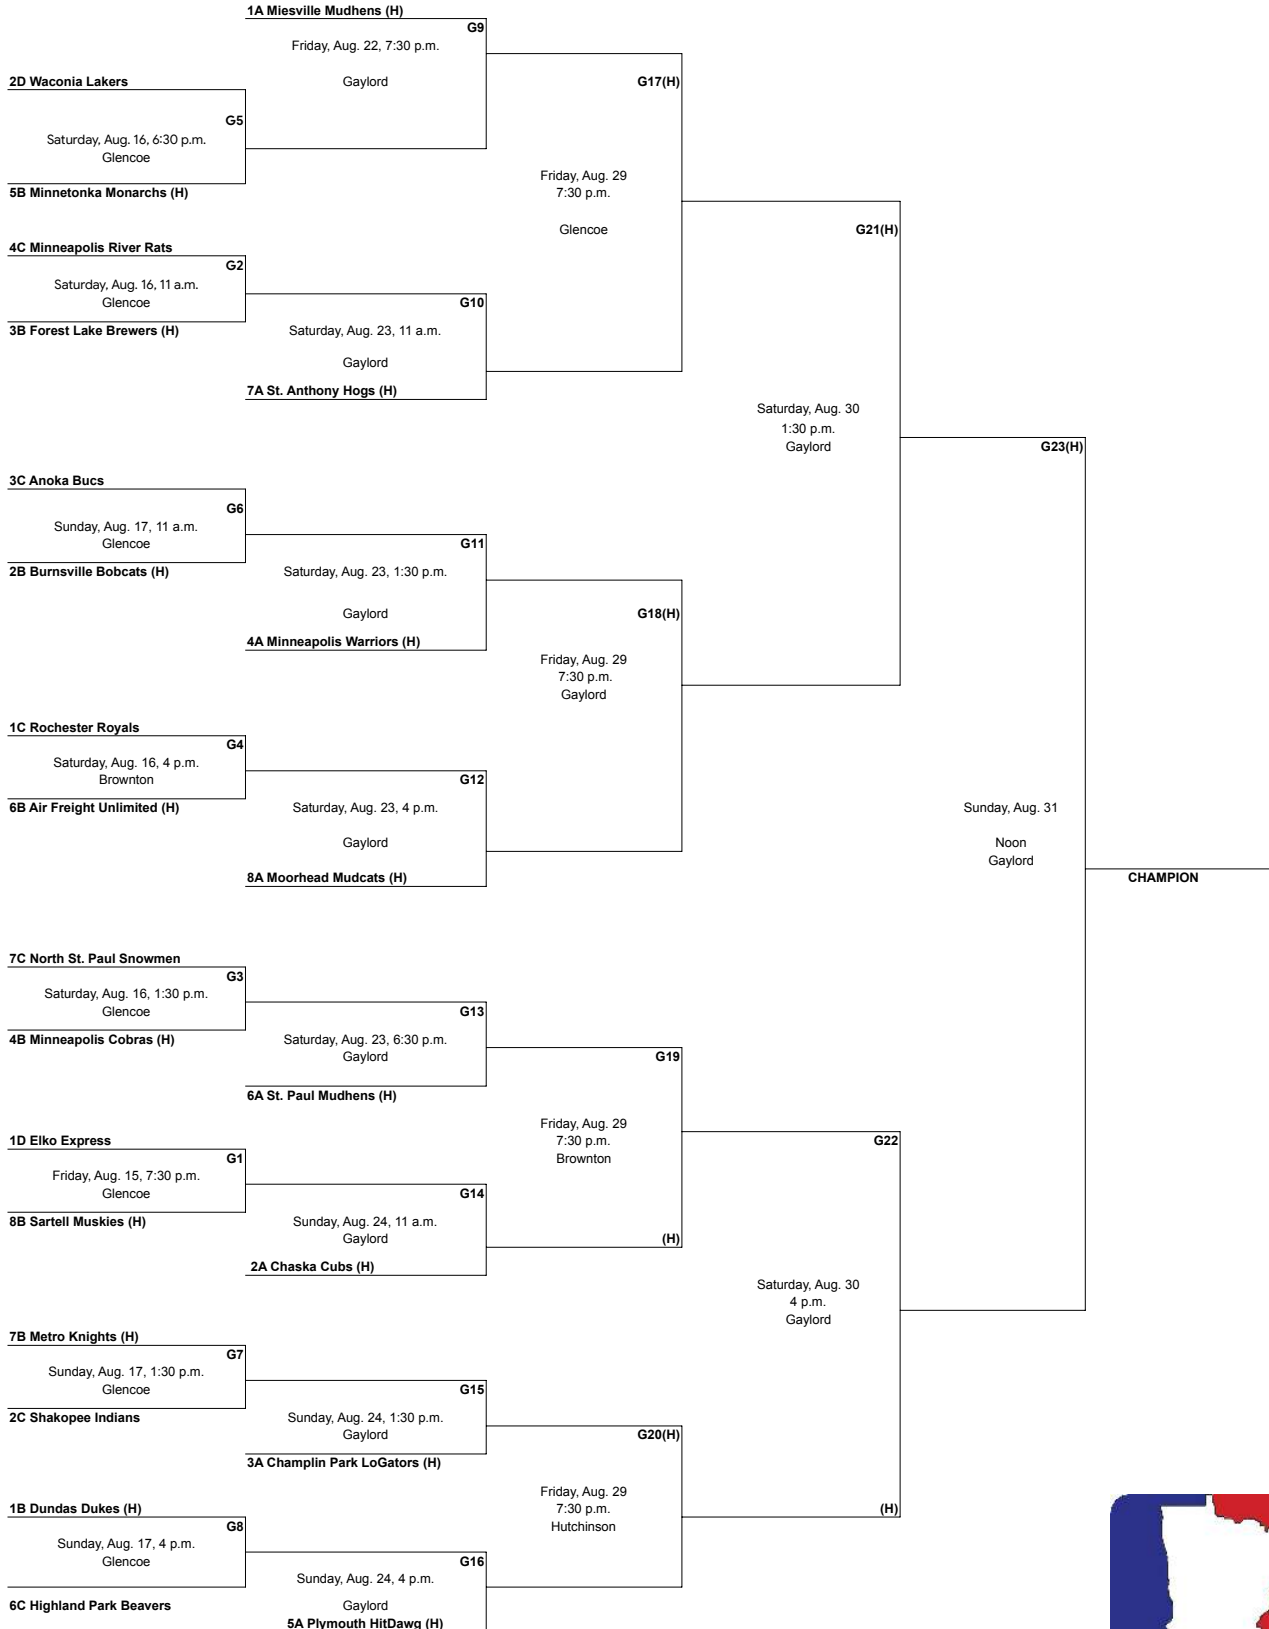 1A Miesville Mudhens (H)
G9
Friday, Aug. 22, 7:30 p.m.
Gaylord
2D Waconia Lakers
G5
Saturday, Aug. 16, 6:30 p.m.
Glencoe
5B Minnetonka Monarchs (H)
G17(H)
Friday, Aug. 29
7:30 p.m.
Glencoe
4C Minneapolis River Rats
G2
Saturday, Aug. 16, 11 a.m.
Glencoe
3B Forest Lake Brewers (H)
G10
Saturday, Aug. 23, 11 a.m.
Gaylord
7A St. Anthony Hogs (H)
G21(H)
Saturday, Aug. 30
1:30 p.m.
Gaylord
3C Anoka Bucs
G6
Sunday, Aug. 17, 11 a.m.
Glencoe
2B Burnsville Bobcats (H)
G11
Saturday, Aug. 23, 1:30 p.m.
Gaylord
4A Minneapolis Warriors (H)
G18(H)
Friday, Aug. 29
7:30 p.m.
Gaylord
1C Rochester Royals
G4
Saturday, Aug. 16, 4 p.m.
Brownton
6B Air Freight Unlimited (H)
G12
Saturday, Aug. 23, 4 p.m.
Gaylord
8A Moorhead Mudcats (H)
G23(H)
Sunday, Aug. 31
Noon
Gaylord
CHAMPION
7C North St. Paul Snowmen
G3
Saturday, Aug. 16, 1:30 p.m.
Glencoe
4B Minneapolis Cobras (H)
G13
Saturday, Aug. 23, 6:30 p.m.
Gaylord
6A St. Paul Mudhens (H)
G19
Friday, Aug. 29
7:30 p.m.
Brownton
(H)
1D Elko Express
G1
Friday, Aug. 15, 7:30 p.m.
Glencoe
8B Sartell Muskies (H)
G14
Sunday, Aug. 24, 11 a.m.
Gaylord
2A Chaska Cubs (H)
G22
Saturday, Aug. 30
4 p.m.
Gaylord
(H)
7B Metro Knights (H)
G7
Sunday, Aug. 17, 1:30 p.m.
Glencoe
2C Shakopee Indians
G15
Sunday, Aug. 24, 1:30 p.m.
Gaylord
3A Champlin Park LoGators (H)
G20(H)
Friday, Aug. 29
7:30 p.m.
Hutchinson
1B Dundas Dukes (H)
G8
Sunday, Aug. 17, 4 p.m.
Glencoe
6C Highland Park Beavers
G16
Sunday, Aug. 24, 4 p.m.
Gaylord
5A Plymouth HitDawg (H)